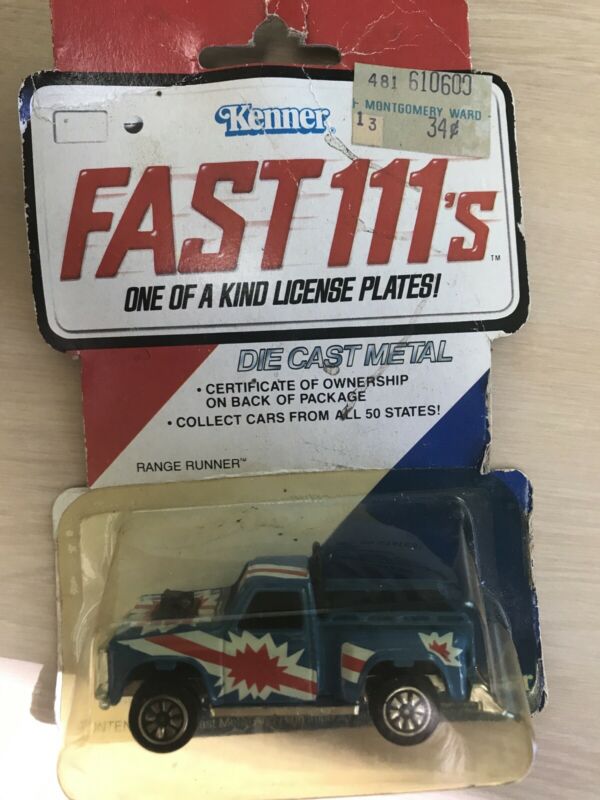 481 610600
MONTGOMERY WARD
13 34¢
Kenner
FAST 111's™
ONE OF A KIND LICENSE PLATES!
DIE CAST METAL
• CERTIFICATE OF OWNERSHIP
ON BACK OF PACKAGE
• COLLECT CARS FROM ALL 50 STATES!
RANGE RUNNER™